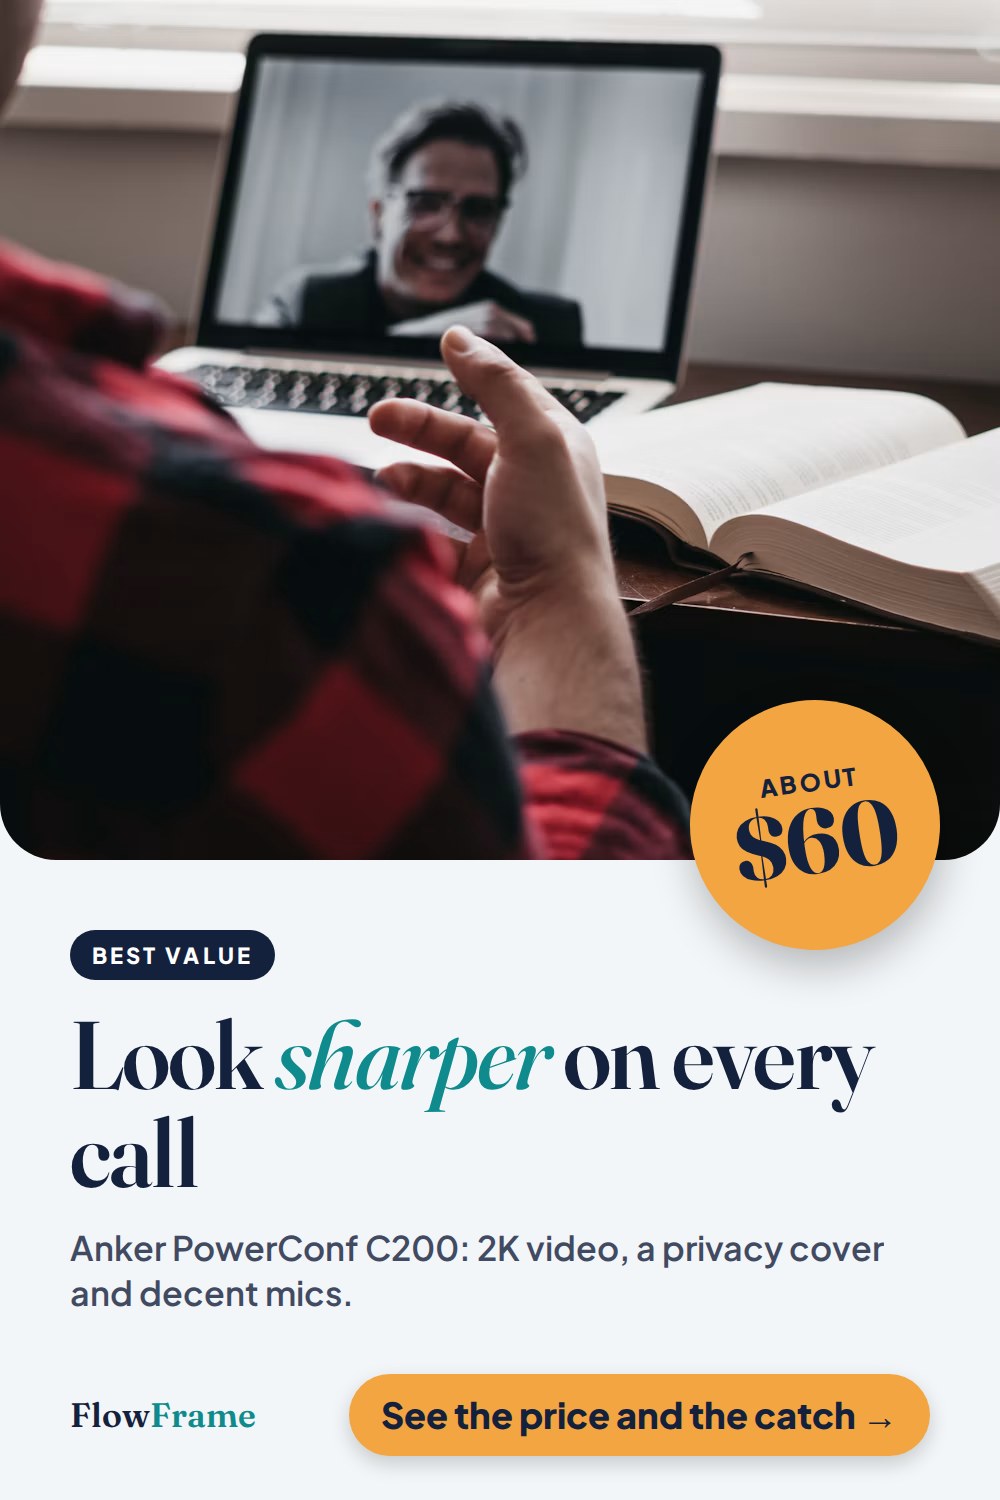 ABOUT
$60
BEST VALUE
Look sharper on every
call
Anker PowerConf C200: 2K video, a privacy cover
and decent mics.
FlowFrame
See the price and the catch →